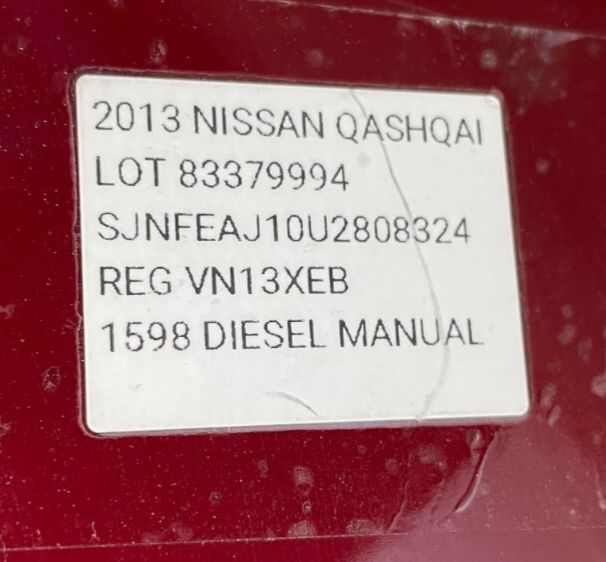 2013 NISSAN QASHQAI
LOT 83379994
SJNFEAJ10U2808324
REG VN13XEB
1598 DIESEL MANUAL